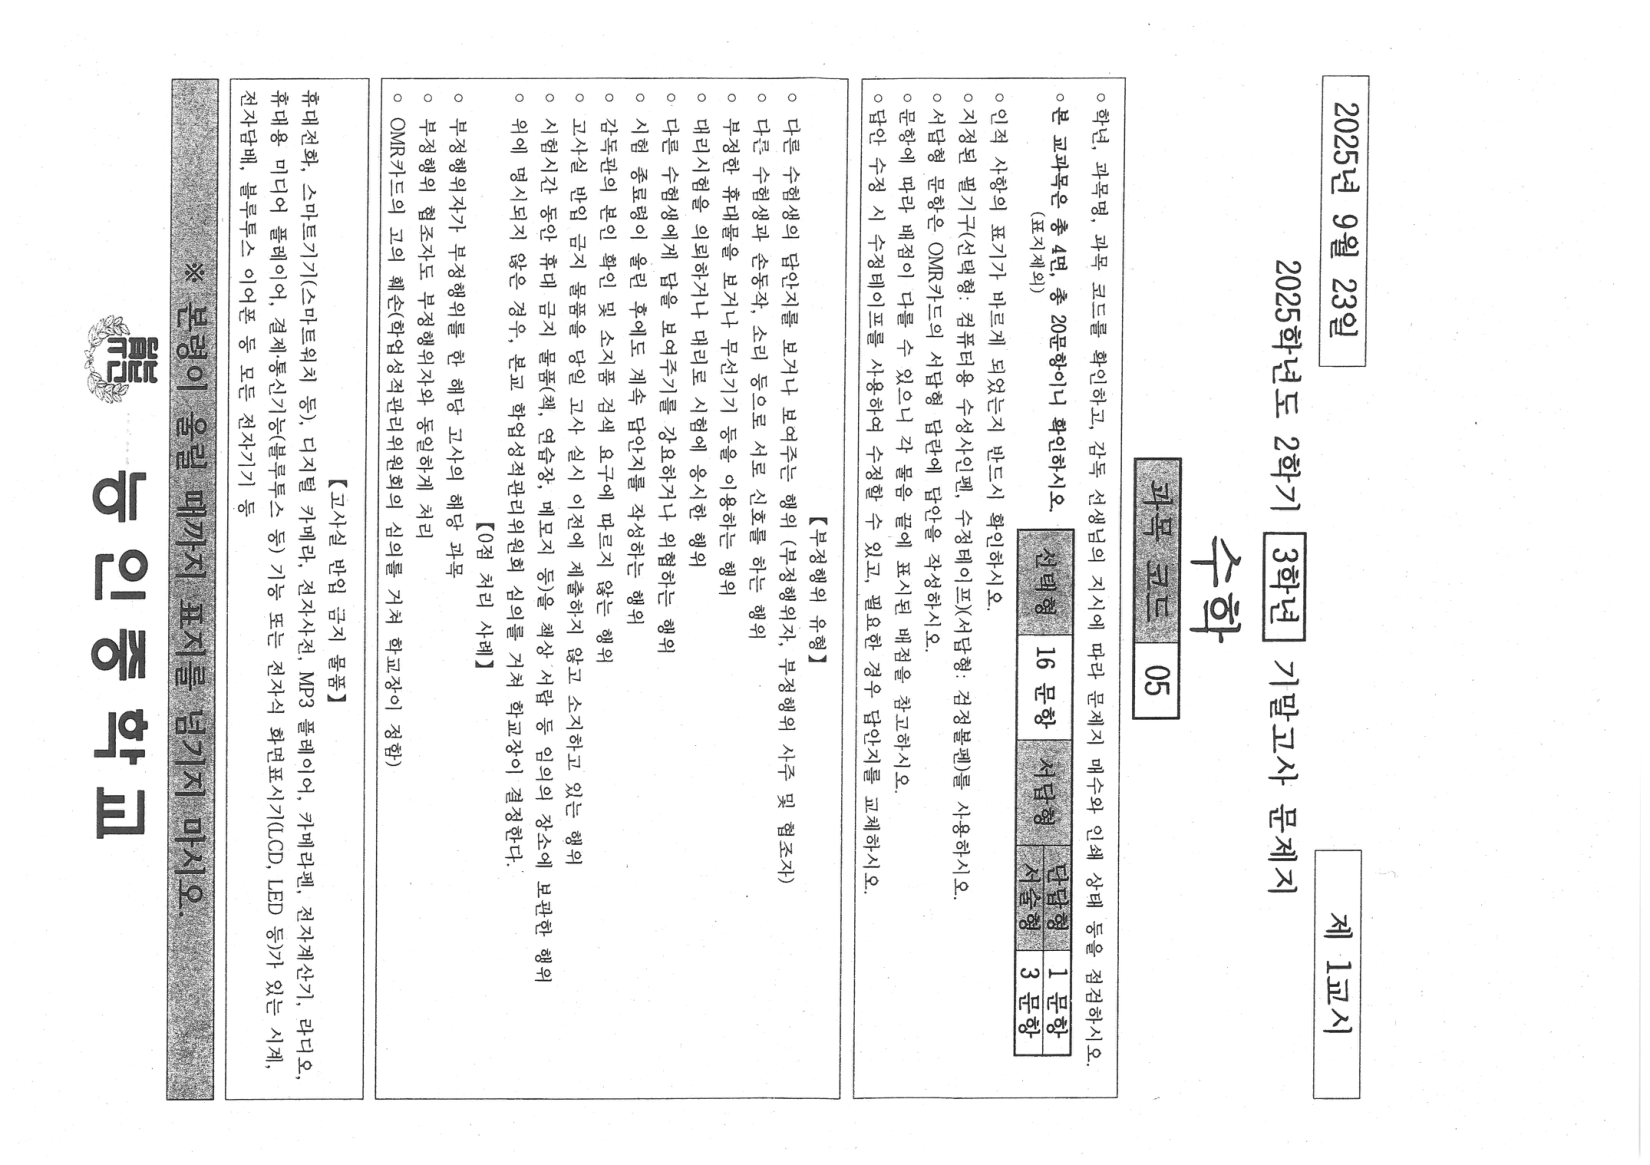 2025년 9월 23일
제 1교시
2025학년도 2학기 3학년 기말고사 문제지
수학
과목 코드 05
◦학년, 과목명, 과목 코드를 확인하고, 감독 선생님의 지시에 따라 문제지 매수와 인쇄 상태 등을 점검하시오.
◦본 교과목은 총 4면, 총 20문항이니 확인하시오.
(표지제외)
선택형 16 문항 서답형 단답형 1 문항
서술형 3 문항
◦인적 사항의 표기가 바르게 되었는지 반드시 확인하시오.
◦지정된 필기구(선택형: 컴퓨터용 수성사인펜, 수정테이프)(서답형: 검정볼펜)를 사용하시오.
◦서답형 문항은 OMR카드의 서답형 답란에 답안을 작성하시오.
◦문항에 따라 배점이 다를 수 있으니 각 물음 끝에 표시된 배점을 참고하시오.
◦답안 수정 시 수정테이프를 사용하여 수정할 수 있고, 필요한 경우 답안지를 교체하시오.
【부정행위 유형】
◦ 다른 수험생의 답안지를 보거나 보여주는 행위 (부정행위자, 부정행위 사주 및 협조자)
◦ 다른 수험생과 손동작, 소리 등으로 서로 신호를 하는 행위
◦ 부정한 휴대물을 보거나 무선기기 등을 이용하는 행위
◦ 대리시험을 의뢰하거나 대리로 시험에 응시한 행위
◦ 다른 수험생에게 답을 보여주기를 강요하거나 위협하는 행위
◦ 시험 종료령이 울린 후에도 계속 답안지를 작성하는 행위
◦ 감독관의 본인 확인 및 소지품 검색 요구에 따르지 않는 행위
◦ 고사실 반입 금지 물품을 당일 고사 실시 이전에 제출하지 않고 소지하고 있는 행위
◦ 시험시간 동안 휴대 금지 물품(책, 연습장, 메모지 등)을 책상 서랍 등 임의의 장소에 보관한 행위
◦ 위에 명시되지 않은 경우, 본교 학업성적관리위원회 심의를 거쳐 학교장이 결정한다.
【0점 처리 사례】
◦ 부정행위자가 부정행위를 한 해당 고사의 해당 과목
◦ 부정행위 협조자도 부정행위자와 동일하게 처리
◦ OMR카드의 고의 훼손(학업성적관리위원회의 심의를 거쳐 학교장이 정함)
【고사실 반입 금지 물품】
휴대전화, 스마트기기(스마트워치 등), 디지털 카메라, 전자사전, MP3 플레이어, 카메라펜, 전자계산기, 라디오,
휴대용 미디어 플레이어, 결제·통신기능(블루투스 등) 기능 또는 전자식 화면표시기(LCD, LED 등)가 있는 시계,
전자담배, 블루투스 이어폰 등 모든 전자기기 등
※ 본령이 울릴 때까지 표지를 넘기지 마시오.
능인중학교